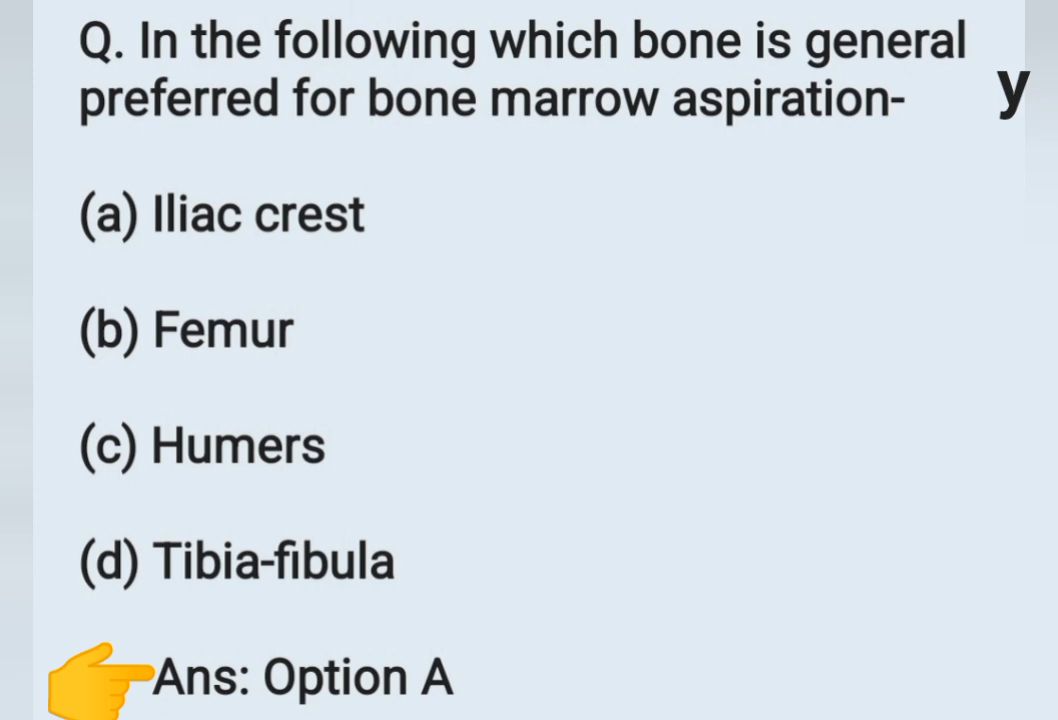 Q. In the following which bone is general
preferred for bone marrow aspiration-
y
(a) Iliac crest
(b) Femur
(c) Humers
(d) Tibia-fibula
Ans: Option A